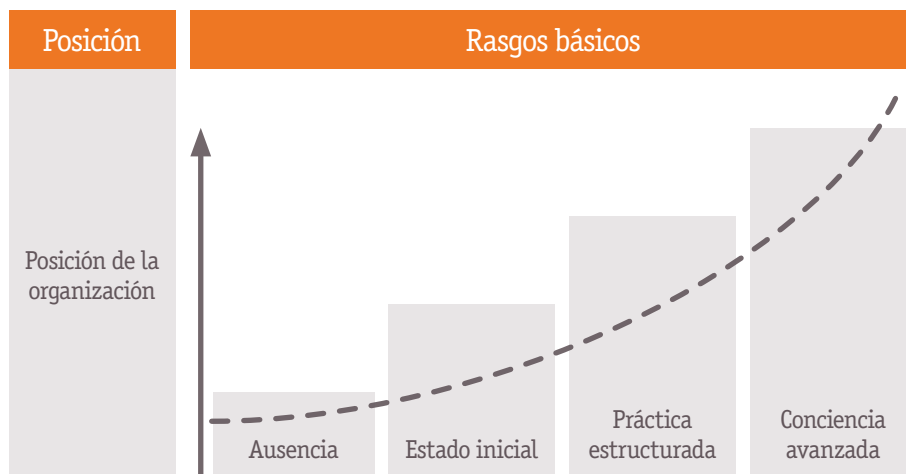 Posición
Rasgos básicos
Posición de la
organización
Ausencia
Estado inicial
Práctica
estructurada
Conciencia
avanzada